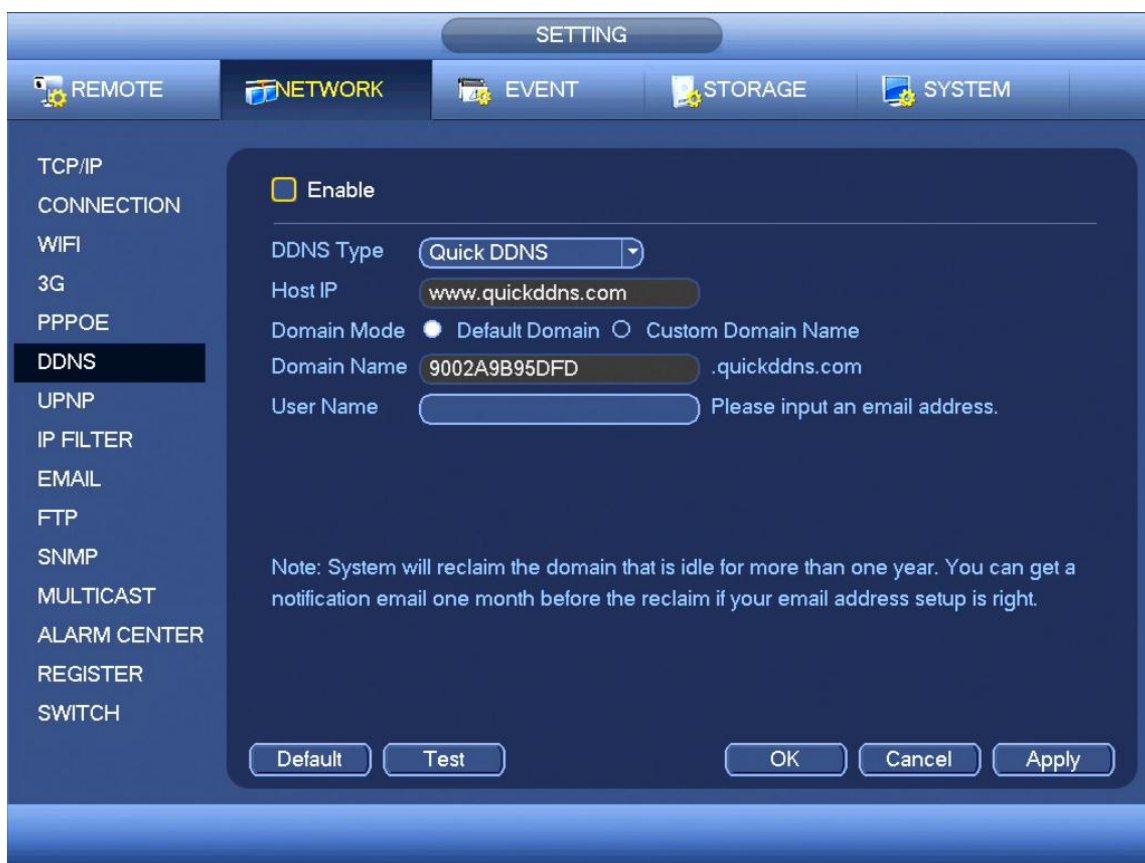 SETTING
REMOTE NETWORK EVENT STORAGE SYSTEM
TCP/IP
CONNECTION
WIFI
3G
PPPOE
DDNS
UPNP
IP FILTER
EMAIL
FTP
SNMP
MULTICAST
ALARM CENTER
REGISTER
SWITCH
Enable
DDNS Type Quick DDNS
Host IP www.quickddns.com
Domain Mode Default Domain Custom Domain Name
Domain Name 9002A9B95DFD .quickddns.com
User Name Please input an email address.
Note: System will reclaim the domain that is idle for more than one year. You can get a
notification email one month before the reclaim if your email address setup is right.
Default Test OK Cancel Apply